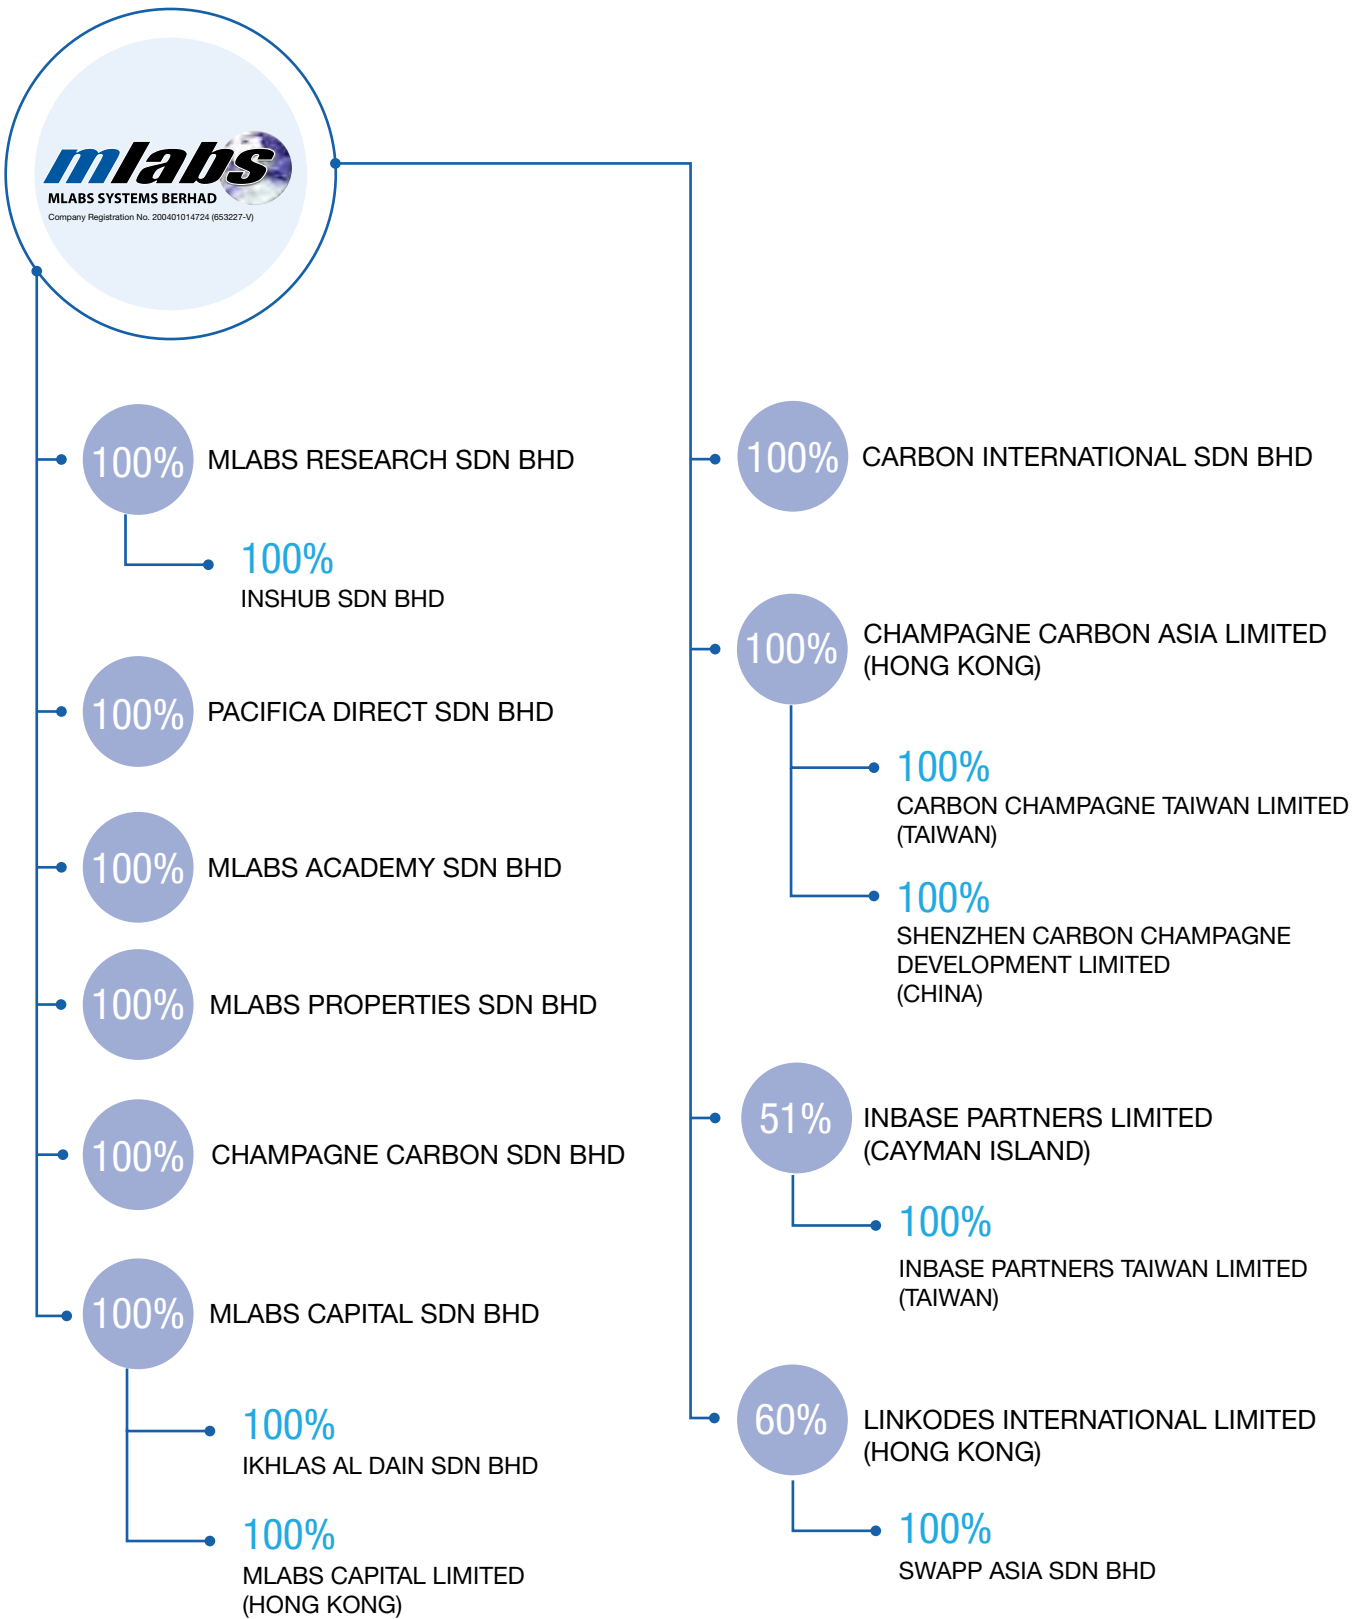 mlabs
MLABS SYSTEMS BERHAD
Company Registration No. 200401014724 (653227-V)
100%
MLABS RESEARCH SDN BHD
100%
INSHUB SDN BHD
100%
PACIFICA DIRECT SDN BHD
100%
MLABS ACADEMY SDN BHD
100%
MLABS PROPERTIES SDN BHD
100%
CHAMPAGNE CARBON SDN BHD
100%
MLABS CAPITAL SDN BHD
100%
IKHLAS AL DAIN SDN BHD
100%
MLABS CAPITAL LIMITED
(HONG KONG)
100%
CARBON INTERNATIONAL SDN BHD
100%
CHAMPAGNE CARBON ASIA LIMITED
(HONG KONG)
100%
CARBON CHAMPAGNE TAIWAN LIMITED
(TAIWAN)
100%
SHENZHEN CARBON CHAMPAGNE
DEVELOPMENT LIMITED
(CHINA)
51%
INBASE PARTNERS LIMITED
(CAYMAN ISLAND)
100%
INBASE PARTNERS TAIWAN LIMITED
(TAIWAN)
60%
LINKODES INTERNATIONAL LIMITED
(HONG KONG)
100%
SWAPP ASIA SDN BHD